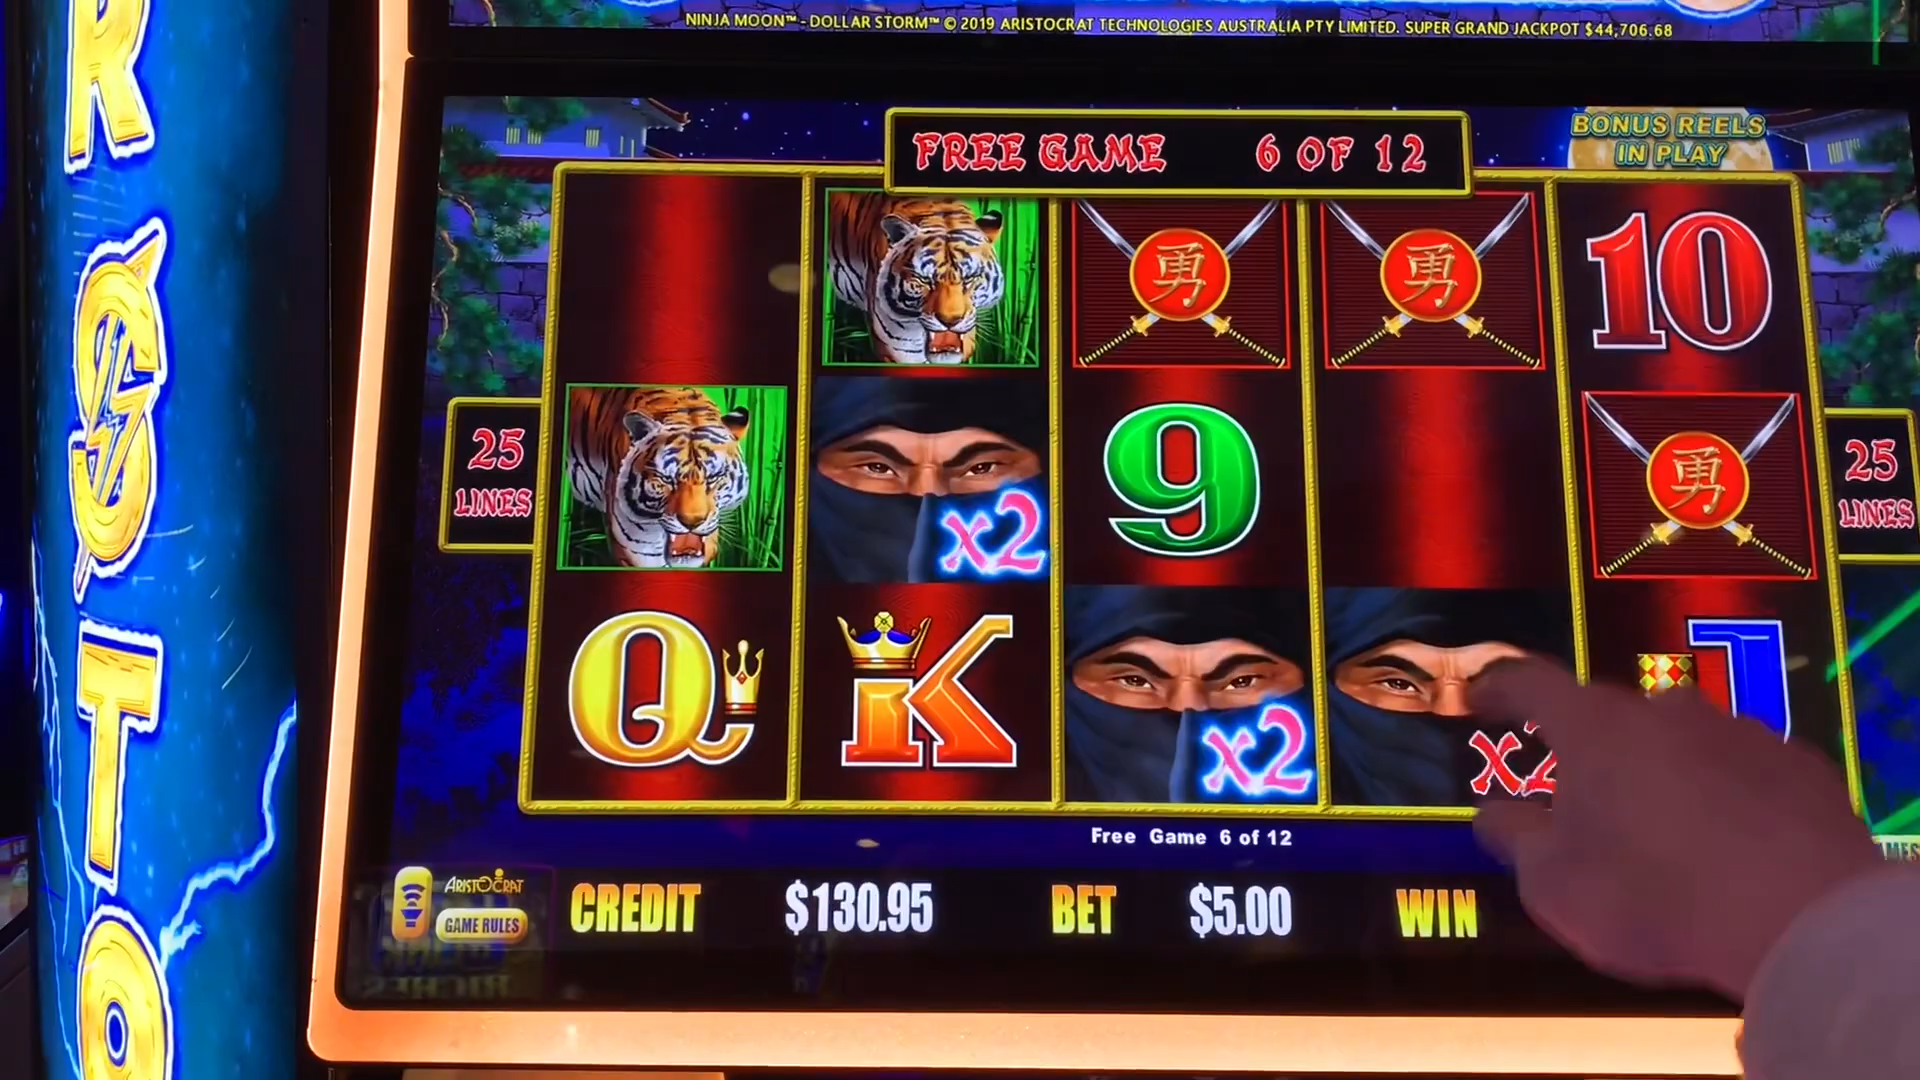 NINJA MOON™ - DOLLAR STORM™ © 2019 ARISTOCRAT TECHNOLOGIES AUSTRALIA PTY LIMITED. SUPER GRAND JACKPOT $44,706.68
FREE GAME 6 OF 12
BONUS REELS
IN PLAY
R
S
T
O
勇
勇
10
25
LINES
x2
9
勇
25
LINES
Q
K
x2
x2
J
Free Game 6 of 12
ARISTOCRAT
GAME RULES
CREDIT $130.95 BET $5.00 WIN